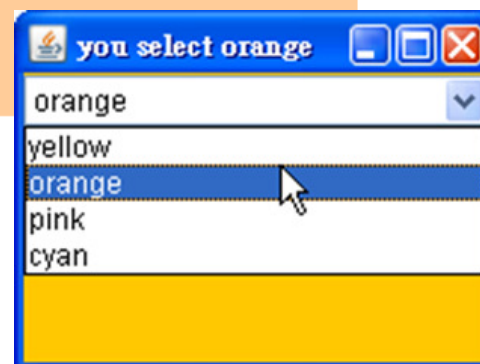 you select orange
orange
yellow
orange
pink
cyan